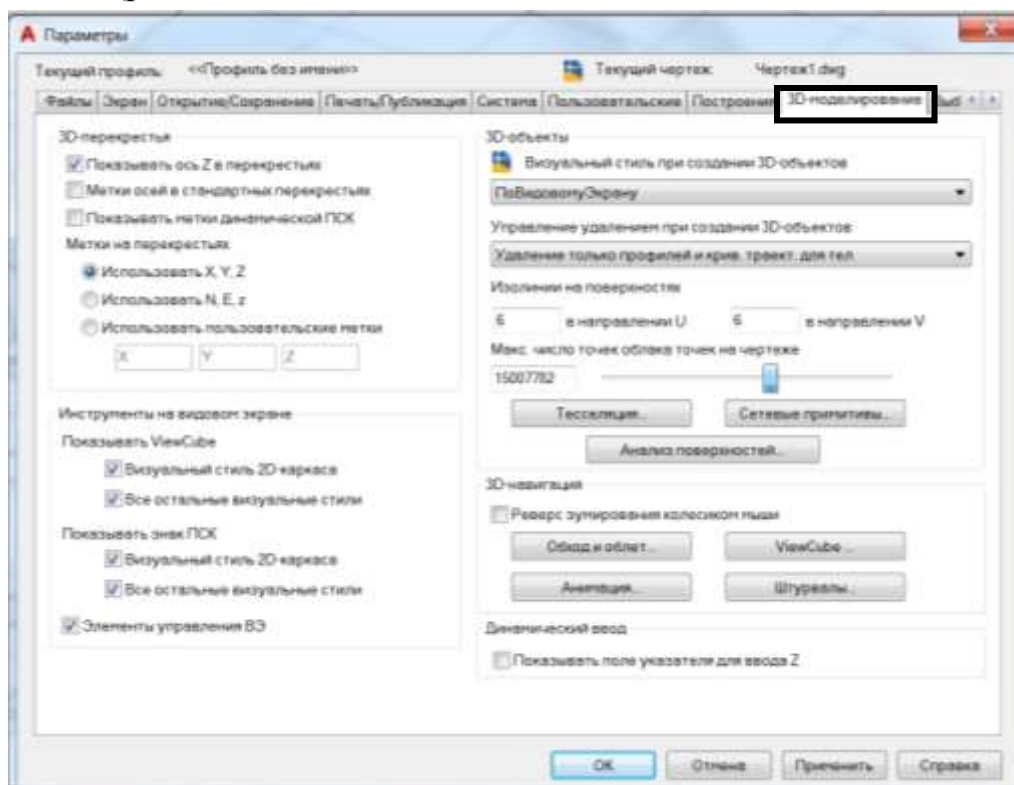 Параметры
Текущий профиль: <<Профиль без имени>> Текущий чертеж: Чертеж1.dwg
Файлы Экран Открытие/Сохранение Печать/Публикация Система Пользовательские Построения 3D-моделирование Выб
3D-перекрестья
Показывать ось Z в перекрестьях
Метки осей в стандартных перекрестьях
Показывать метки динамической ПСК
Метки на перекрестьях
Использовать X, Y, Z
Использовать N, E, z
Использовать пользовательские метки
X Y Z
Инструменты на видовом экране
Показывать ViewCube
Визуальный стиль 2D-каркаса
Все остальные визуальные стили
Показывать знак ПСК
Визуальный стиль 2D-каркаса
Все остальные визуальные стили
Элементы управления ВЭ
3D-объекты
Визуальный стиль при создании 3D-объектов
ПоВидовомуЭкрану
Управление удалением при создании 3D-объектов
Удаление только профилей и крив. траект. для тел
Изолинии на поверхностях
6 в направлении U 6 в направлении V
Макс. число точек облака точек на чертеже
15007782
Тесселяция... Сетевые примитивы...
Анализ поверхностей...
3D-навигация
Реверс зумирования колесиком мыши
Обход и облет... ViewCube...
Анимация... Штурвалы...
Динамический ввод
Показывать поле указателя для ввода Z
ОК Отмена Применить Справка